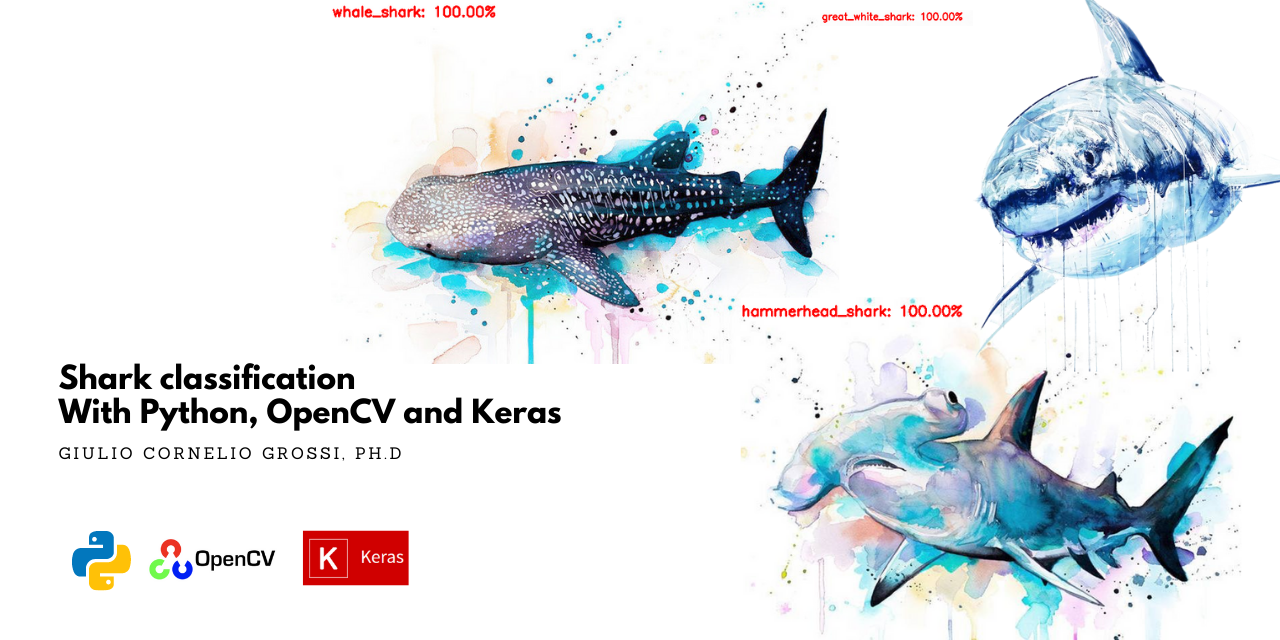 whale_shark: 100.00%
great_white_shark: 100.00%
hammerhead_shark: 100.00%
Shark classification
With Python, OpenCV and Keras
GIULIO CORNELIO GROSSI, PH.D
OpenCV
K Keras